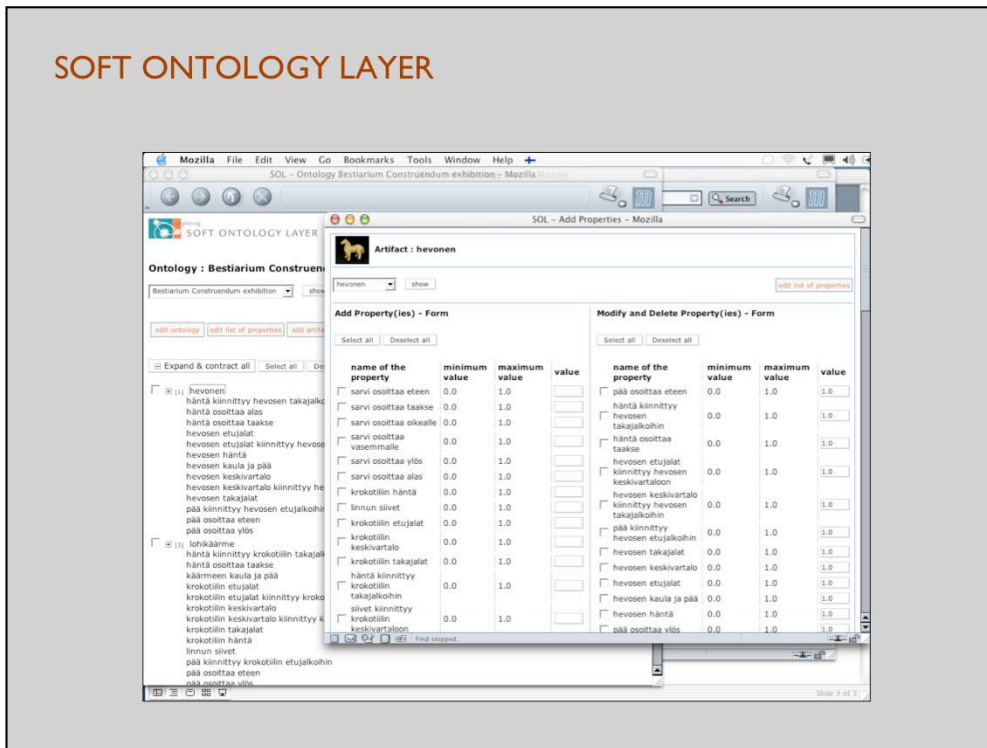 SOFT ONTOLOGY LAYER
Mozilla File Edit View Go Bookmarks Tools Window Help
SOL - Ontology Bestiarium Construendum exhibition - Mozilla
Search
SOFT ONTOLOGY LAYER
Ontology : Bestiarium Construen
Bestiarium Construendum exhibition
show
edit ontology
edit list of properties
add artifa
Expand & contract all
Select all
De
[1] hevonen
häntä kiinnittyy hevosen takajalko
häntä osoittaa alas
häntä osoittaa taakse
hevosen etujalat
hevosen etujalat kiinnittyy hevose
hevosen häntä
hevosen kaula ja pää
hevosen keskivartalo
hevosen keskivartalo kiinnittyy he
hevosen takajalat
pää kiinnittyy hevosen etujalkoihin
pää osoittaa eteen
pää osoittaa ylös
[2] lohikäärme
häntä kiinnittyy krokotiilin takajalk
häntä osoittaa taakse
käärmeen kaula ja pää
krokotiilin etujalat
krokotiilin etujalat kiinnittyy kroko
krokotiilin keskivartalo
krokotiilin keskivartalo kiinnittyy k
krokotiilin takajalat
krokotiilin häntä
linnun siivet
pää kiinnittyy krokotiilin etujalkoihin
pää osoittaa eteen
pää osoittaa ylös
SOL - Add Properties - Mozilla
Artifact : hevonen
hevonen
show
edit list of properties
Add Property(ies) - Form
Select all
Deselect all
name of the property minimum value maximum value value
sarvi osoittaa eteen 0.0 1.0
sarvi osoittaa taakse 0.0 1.0
sarvi osoittaa oikealle 0.0 1.0
sarvi osoittaa
vasemmalle 0.0 1.0
sarvi osoittaa ylös 0.0 1.0
sarvi osoittaa alas 0.0 1.0
krokotiilin häntä 0.0 1.0
linnun siivet 0.0 1.0
krokotiilin etujalat 0.0 1.0
krokotiilin
keskivartalo 0.0 1.0
krokotiilin takajalat 0.0 1.0
häntä kiinnittyy
krokotiilin 0.0 1.0
takajalkoihin
siivet kiinnittyy
krokotiilin 0.0 1.0
keskivartaloon
Modify and Delete Property(ies) - Form
Select all
Deselect all
name of the property minimum value maximum value value
pää osoittaa eteen 0.0 1.0 1.0
häntä kiinnittyy
hevosen 0.0 1.0 1.0
takajalkoihin
häntä osoittaa
taakse 0.0 1.0 1.0
hevosen etujalat
kiinnittyy hevosen 0.0 1.0 1.0
keskivartaloon
hevosen keskivartalo
kiinnittyy hevosen 0.0 1.0 1.0
takajalkoihin
pää kiinnittyy
hevosen etujalkoihin 0.0 1.0 1.0
hevosen takajalat 0.0 1.0 1.0
hevosen keskivartalo 0.0 1.0 1.0
hevosen etujalat 0.0 1.0 1.0
hevosen kaula ja pää 0.0 1.0 1.0
hevosen häntä 0.0 1.0 1.0
pää osoittaa ylös 0.0 1.0 1.0
Find stopped.
Slide 3 of 3